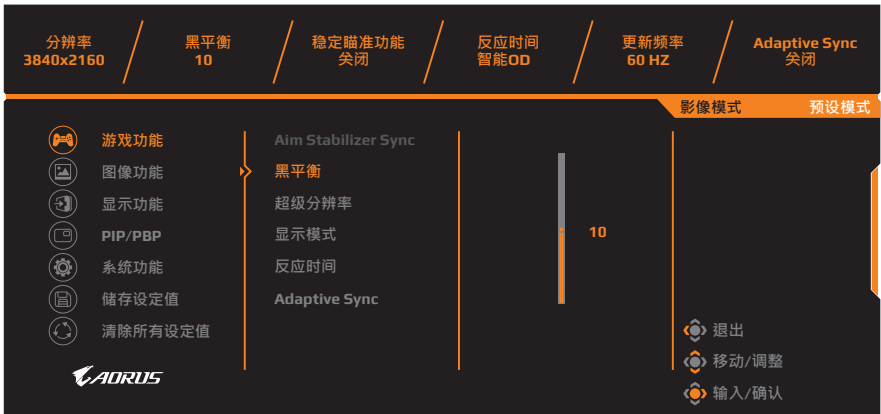 分辨率
3840x2160
黑平衡
10
稳定瞄准功能
关闭
反应时间
智能OD
更新频率
60 HZ
Adaptive Sync
关闭
影像模式
预设模式
游戏功能
图像功能
显示功能
PIP/PBP
系统功能
储存设定值
清除所有设定值
Aim Stabilizer Sync
黑平衡
超级分辨率
显示模式
反应时间
Adaptive Sync
10
退出
移动/调整
输入/确认
AORUS